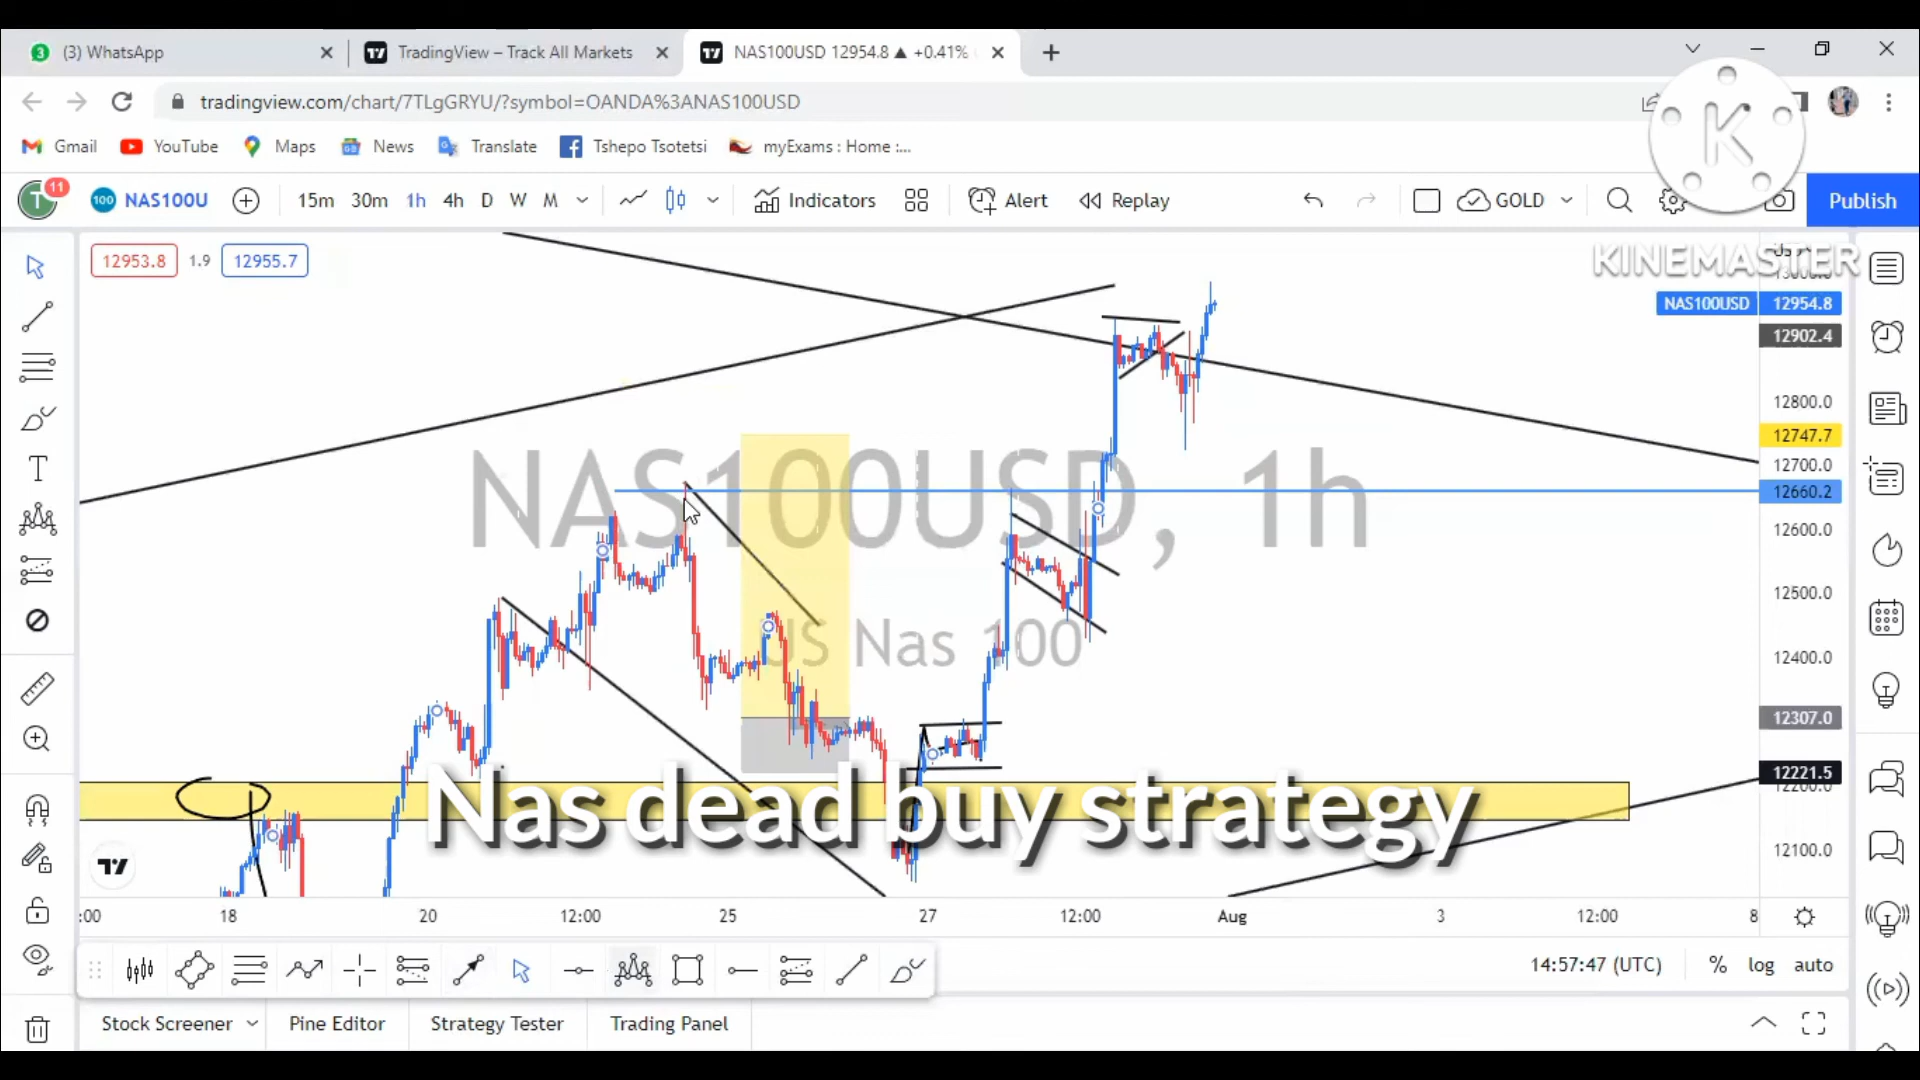 (3) WhatsApp
TradingView – Track All Markets
NAS100USD 12954.8 ▲ +0.41%
tradingview.com/chart/7TLgGRYU/?symbol=OANDA%3ANAS100USD
K
Gmail YouTube Maps News Translate Tshepo Tsotetsi myExams : Home :...
T 11 100 NAS100U 15m 30m 1h 4h D W M Indicators Alert Replay GOLD Publish
12953.8 1.9 12955.7
KINEMASTER
NAS100USD 12954.8
12902.4
12800.0
12747.7
12700.0
12660.2
12600.0
12500.0
12400.0
12307.0
12221.5
12200.0
12100.0
NAS100USD, 1h
US Nas 100
Nas dead buy strategy
:00 18 20 12:00 25 27 12:00 Aug 3 12:00 8
14:57:47 (UTC) % log auto
Stock Screener Pine Editor Strategy Tester Trading Panel